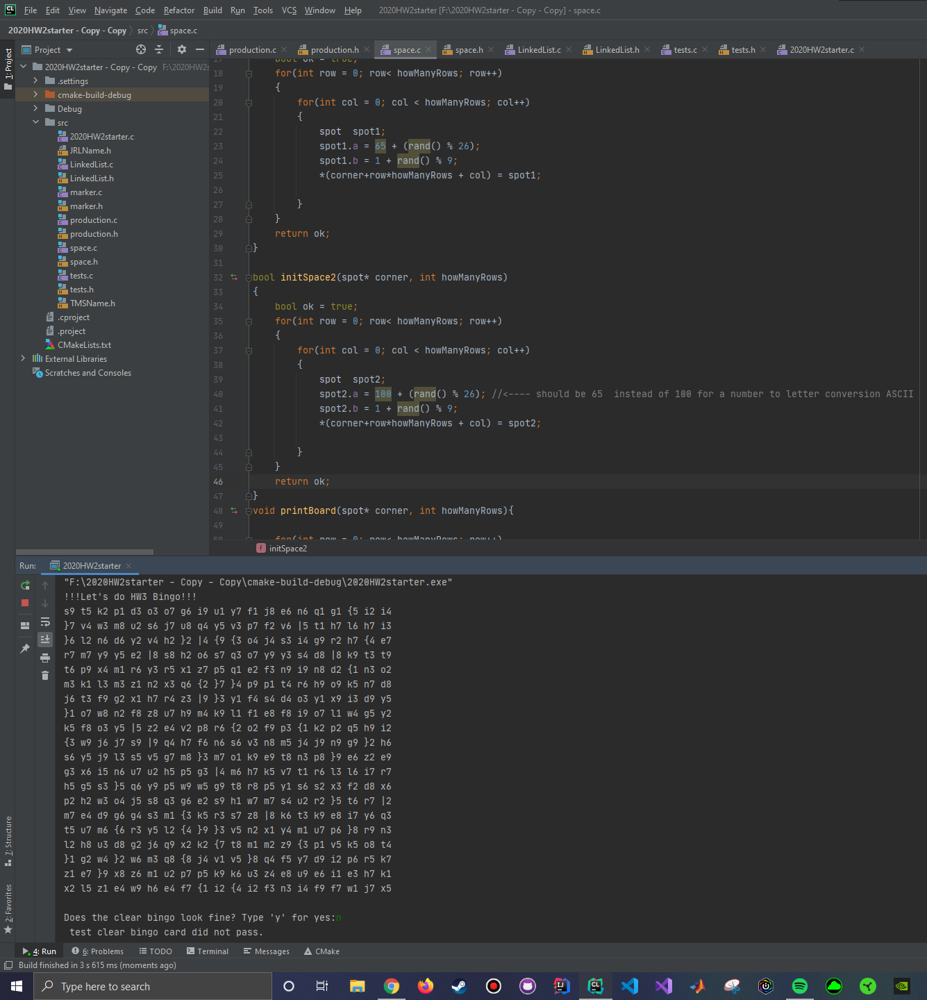 File Edit View Navigate Code Refactor Build Run Tools VCS Window Help 2020HW2starter [F:\2020HW2starter - Copy - Copy] - space.c
2020HW2starter - Copy - Copy src space.c
1: Project
Project
production.c production.h space.c space.h LinkedList.c LinkedList.h tests.c tests.h 2020HW2starter.c
2020HW2starter - Copy - Copy F:\2020HW2s
.settings
cmake-build-debug
Debug
src
2020HW2starter.c
JRLName.h
LinkedList.c
LinkedList.h
marker.c
marker.h
production.c
production.h
space.c
space.h
tests.c
tests.h
TMSName.h
.cproject
.project
CMakeLists.txt
External Libraries
Scratches and Consoles
17 bool ok = true;
18 for(int row = 0; row< howManyRows; row++)
19 {
20 for(int col = 0; col < howManyRows; col++)
21 {
22 spot  spot1;
23 spot1.a = 65 + (rand() % 26);
24 spot1.b = 1 + rand() % 9;
25 *(corner+row*howManyRows + col) = spot1;
26
27 }
28 }
29 return ok;
30 }
31
32 bool initSpace2(spot* corner, int howManyRows)
33 {
34 bool ok = true;
35 for(int row = 0; row< howManyRows; row++)
36 {
37 for(int col = 0; col < howManyRows; col++)
38 {
39 spot  spot2;
40 spot2.a = 100 + (rand() % 26); //<---- should be 65  instead of 100 for a number to letter conversion ASCII
41 spot2.b = 1 + rand() % 9;
42 *(corner+row*howManyRows + col) = spot2;
43
44 }
45 }
46 return ok;
47 }
48 void printBoard(spot* corner, int howManyRows){
49
50 for(int row = 0; row< howManyRows; row++)
f initSpace2
Run: 2020HW2starter
"F:\2020HW2starter - Copy - Copy\cmake-build-debug\2020HW2starter.exe"
!!!Let's do HW3 Bingo!!!
s9 t5 k2 p1 d3 o3 o7 g6 i9 u1 y7 f1 j8 e6 n6 q1 g1 {5 i2 i4
}7 v4 w3 m8 u2 s6 j7 u8 q4 y5 v3 p7 f2 v6 |5 t1 h7 l6 h7 i3
}6 l2 n6 d6 y2 v4 h2 }2 |4 {9 {3 o4 j4 s3 i4 g9 r2 h7 {4 e7
r7 m7 y9 y5 e2 |8 s8 h2 o6 s7 q3 o7 y9 y3 s4 d8 |8 k9 t3 t9
t6 p9 x4 m1 r6 y3 r5 x1 z7 p5 q1 e2 f3 n9 i9 n8 d2 {1 n3 o2
m3 k1 l3 m3 z1 n2 x3 q6 {2 }7 }4 p9 p1 t4 r6 h9 o9 k5 n7 d8
j6 t3 f9 g2 x1 h7 r4 z3 |9 }3 y1 f4 s4 d4 o3 y1 x9 i3 d9 y5
}1 o7 w8 n2 f8 z8 u7 h9 m4 k9 l1 f1 e8 f8 i9 o7 l1 w4 g5 y2
k5 f8 o3 y5 |5 z2 e4 v2 p8 r6 {2 o2 f9 p3 {1 k2 p2 q5 h9 i2
{3 w9 j6 j7 s9 |9 q4 h7 f6 n6 s6 v3 n8 m5 j4 j9 n9 g9 }2 h6
s6 y5 j9 l3 s5 v5 g7 m8 }3 m7 o1 k9 e9 t8 n3 p8 }9 e6 z2 e9
g3 x6 i5 n6 u7 u2 h5 p5 g3 |4 m6 h7 k5 v7 t1 r6 l3 l6 i7 r7
h5 g5 s3 }5 q6 y9 p5 w9 w5 g9 t8 r8 p5 y1 s6 s2 x3 f2 d8 x6
p2 h2 w3 o4 j5 s8 q3 g6 e2 s9 h1 w7 m7 s4 u2 r2 }5 t6 r7 |2
m7 e4 d9 g6 g4 s3 m1 {3 k5 r3 s7 z8 |8 k6 t3 k9 e8 i7 y6 q3
t5 u7 m6 {6 r3 y5 l2 {4 }9 }3 v5 n2 x1 y4 m1 u7 p6 }8 r9 n3
l2 h8 u3 d8 g2 j6 q9 x2 k2 {7 t8 m1 m2 z9 {3 p1 v5 k5 o8 t4
}1 g2 w4 }2 w6 m3 q8 {8 j4 v1 v5 }8 q4 f5 y7 d9 i2 p6 r5 k7
z1 e7 }9 x8 z6 m1 u2 p7 p5 k9 k6 u3 z4 e8 u9 e6 i1 e3 h7 k1
x2 l5 z1 e4 w9 h6 e4 f7 {1 i2 {4 i2 f3 n3 i4 f9 f7 w1 j7 x5
Does the clear bingo look fine? Type 'y' for yes:n
test clear bingo card did not pass.
7: Structure
2: Favorites
4: Run 6: Problems TODO Terminal Messages CMake
Build finished in 3 s 615 ms (moments ago)
Type here to search